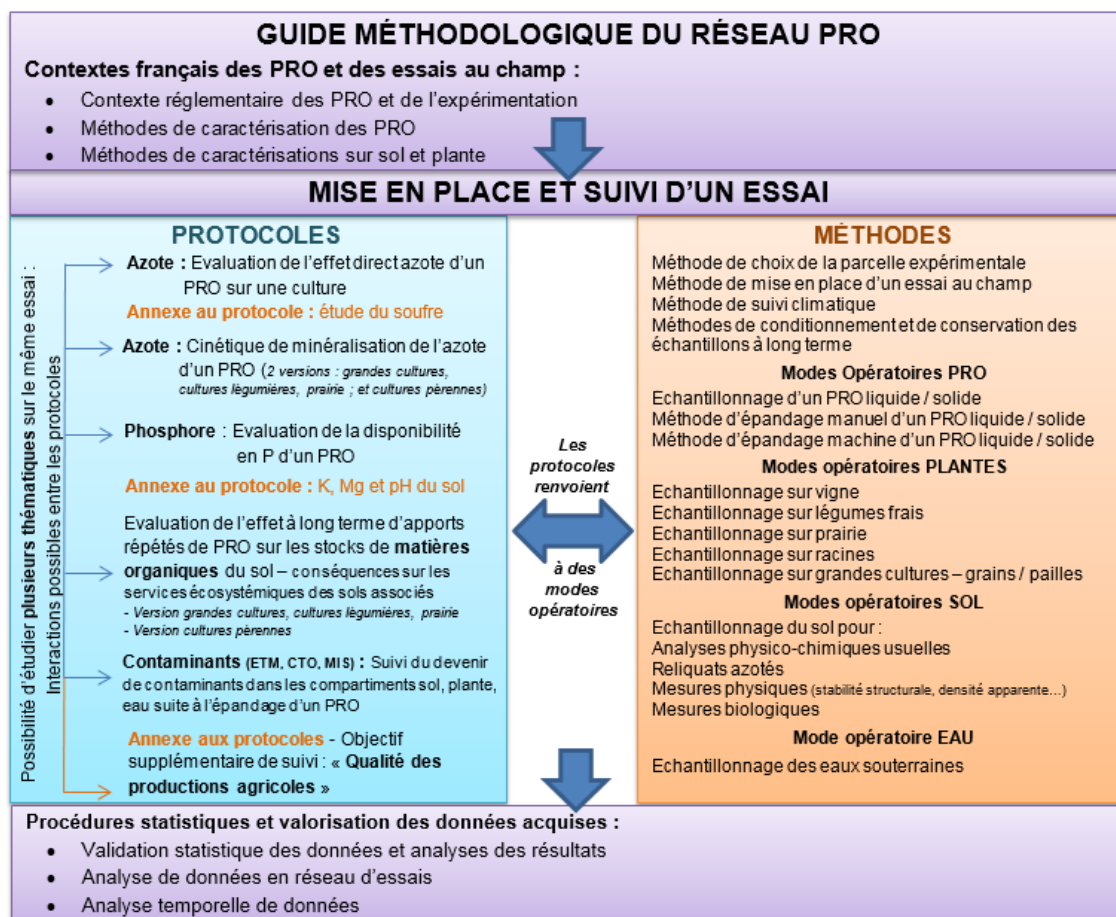 GUIDE MÉTHODOLOGIQUE DU RÉSEAU PRO
Contextes français des PRO et des essais au champ :
• Contexte réglementaire des PRO et de l'expérimentation
• Méthodes de caractérisation des PRO
• Méthodes de caractérisations sur sol et plante
MISE EN PLACE ET SUIVI D'UN ESSAI
Possibilité d'étudier plusieurs thématiques sur le même essai :
Interactions possibles entre les protocoles
PROTOCOLES
Azote : Evaluation de l'effet direct azote d'un
PRO sur une culture
Annexe au protocole : étude du soufre
Azote : Cinétique de minéralisation de l'azote
d'un PRO (2 versions : grandes cultures,
cultures lègumières, prairie ; et cultures pèrennes)
Phosphore : Evaluation de la disponibilité
en P d'un PRO
Annexe au protocole : K, Mg et pH du sol
Evaluation de l'effet à long terme d'apports
répétés de PRO sur les stocks de matières
organiques du sol – conséquences sur les
services écosystémiques des sols associés
- Version grandes cultures, cultures lègumières, prairie
- Version cultures pèrennes
Contaminants (ETM, CTO, MIS) : Suivi du devenir
de contaminants dans les compartiments sol, plante,
eau suite à l'épandage d'un PRO
Annexe aux protocoles - Objectif
supplémentaire de suivi : « Qualité des
productions agricoles »
Les
protocoles
renvoient
à des
modes
opératoires
MÉTHODES
Méthode de choix de la parcelle expérimentale
Méthode de mise en place d'un essai au champ
Méthode de suivi climatique
Méthodes de conditionnement et de conservation des
échantillons à long terme
Modes Opératoires PRO
Echantillonnage d'un PRO liquide / solide
Méthode d'épandage manuel d'un PRO liquide / solide
Méthode d'épandage machine d'un PRO liquide / solide
Modes opératoires PLANTES
Echantillonnage sur vigne
Echantillonnage sur légumes frais
Echantillonnage sur prairie
Echantillonnage sur racines
Echantillonnage sur grandes cultures – grains / pailles
Modes opératoires SOL
Echantillonnage du sol pour :
Analyses physico-chimiques usuelles
Reliquats azotés
Mesures physiques (stabilité structurale, densité apparente…)
Mesures biologiques
Mode opératoire EAU
Echantillonnage des eaux souterraines
Procédures statistiques et valorisation des données acquises :
• Validation statistique des données et analyses des résultats
• Analyse de données en réseau d'essais
• Analyse temporelle de données